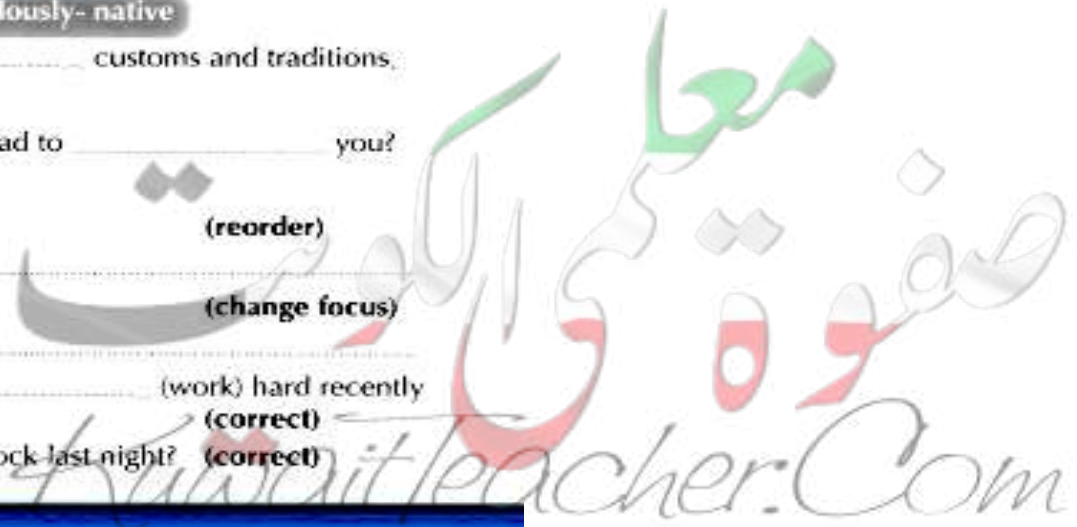 lously- native
customs and traditions,
ad to you?
(reorder)
(change focus)
(work) hard recently
(correct)
ock last night? (correct)
صفوة معلمى الكويت
KuwaitTeacher.Com